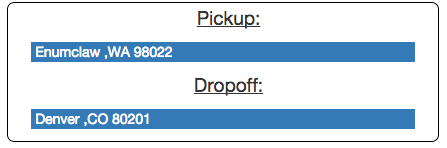 Pickup:
Enumclaw ,WA 98022
Dropoff:
Denver ,CO 80201